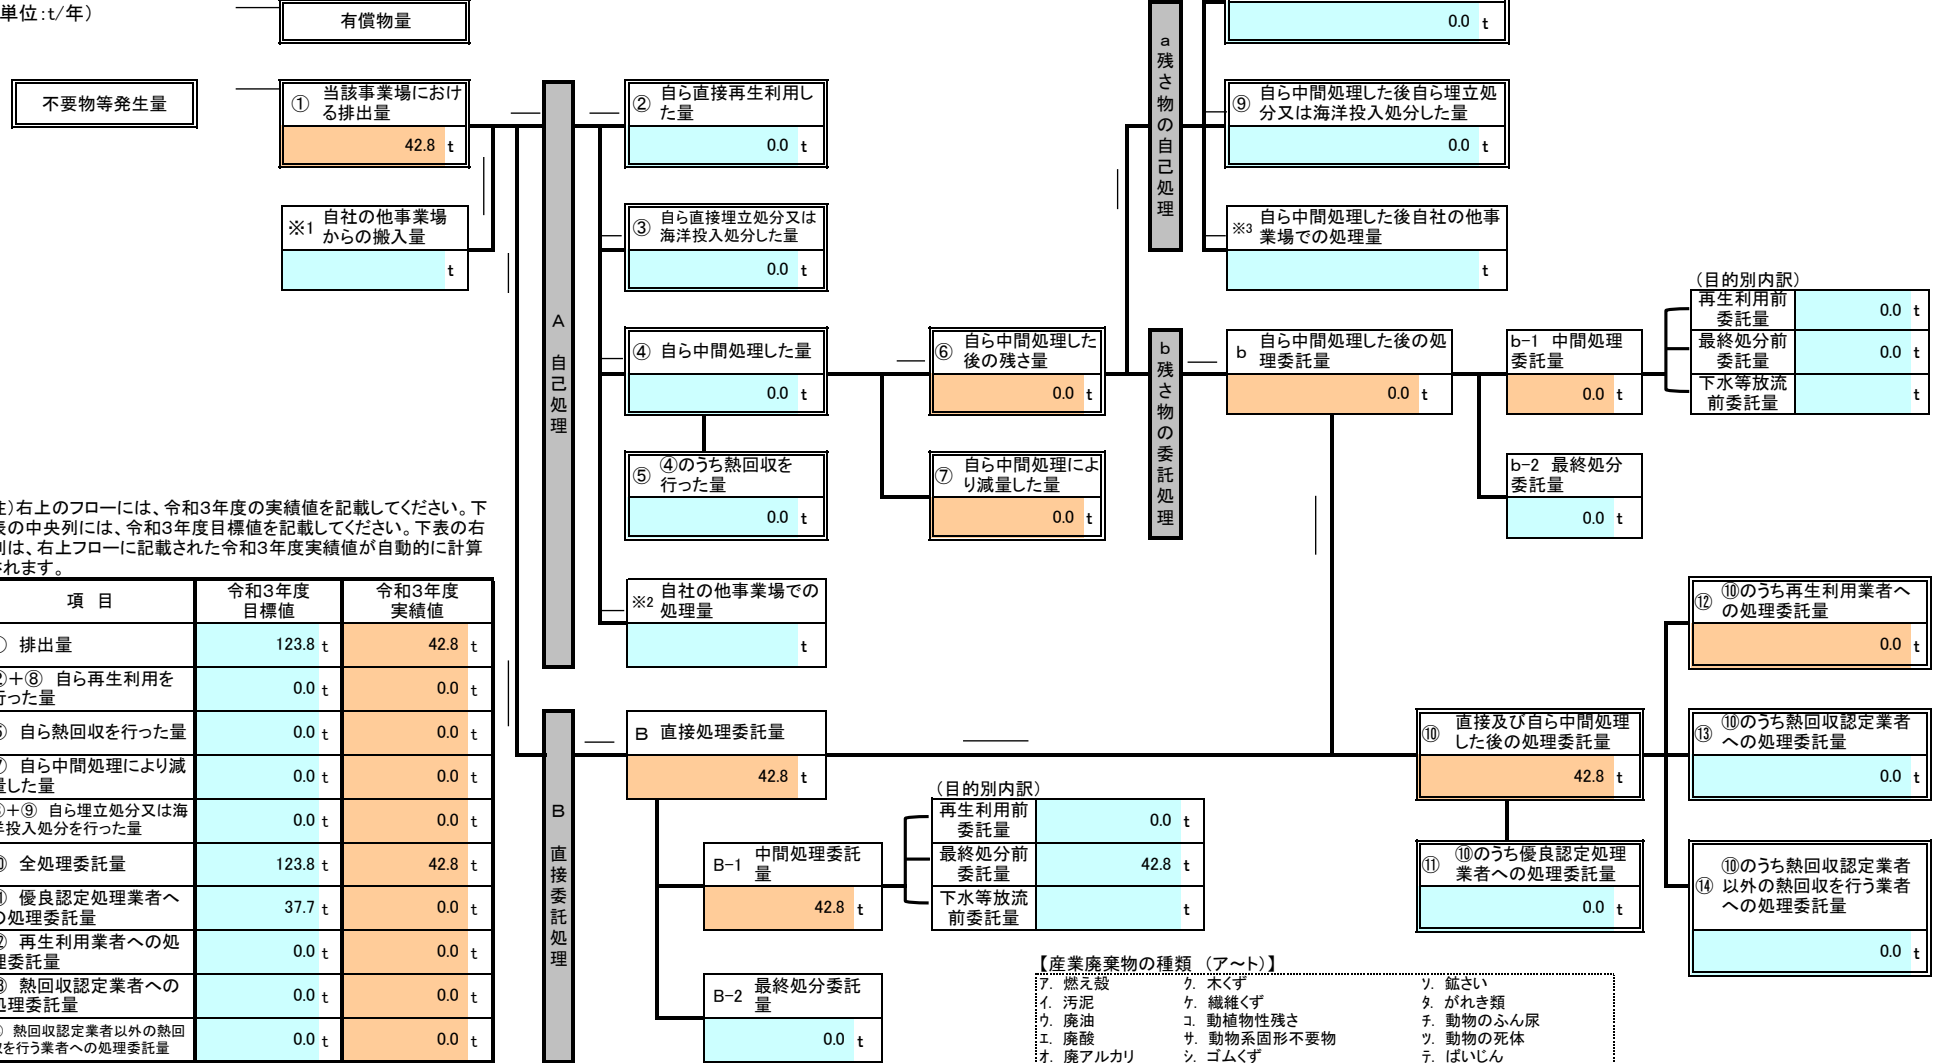 単位:t/年）
有償物量
0.0 t
不要物等発生量
① 当該事業場におけ
る排出量
42.8 t
※1 自社の他事業場
からの搬入量
t
A 自己処理
② 自ら直接再生利用し
た量
0.0 t
③ 自ら直接埋立処分又は
海洋投入処分した量
0.0 t
④ 自ら中間処理した量
0.0 t
⑤ ④のうち熱回収を
行った量
0.0 t
※2 自社の他事業場での
処理量
t
⑥ 自ら中間処理した
後の残さ量
0.0 t
⑦ 自ら中間処理によ
り減量した量
0.0 t
a残さ物の自己処理
⑨ 自ら中間処理した後自ら埋立処
分又は海洋投入処分した量
0.0 t
※3 自ら中間処理した後自社の他事
業場での処理量
t
b残さ物の委託処理
b 自ら中間処理した後の処
理委託量
0.0 t
b-1 中間処理
委託量
0.0 t
b-2 最終処分
委託量
0.0 t
（目的別内訳）
再生利用前
委託量
0.0 t
最終処分前
委託量
0.0 t
下水等放流
前委託量
t
右上のフローには、令和3年度の実績値を記載してください。下
の中央列には、令和3年度目標値を記載してください。下表の右
は、右上フローに記載された令和3年度実績値が自動的に計算
れます。
項 目
令和3年度
目標値
令和3年度
実績値
排出量
123.8 t
42.8 t
＋⑧ 自ら再生利用を
った量
0.0 t
0.0 t
自ら熱回収を行った量
0.0 t
0.0 t
自ら中間処理により減
した量
0.0 t
0.0 t
＋⑨ 自ら埋立処分又は海
投入処分を行った量
0.0 t
0.0 t
全処理委託量
123.8 t
42.8 t
優良認定処理業者へ
の処理委託量
37.7 t
0.0 t
再生利用業者への処
理委託量
0.0 t
0.0 t
熱回収認定業者への
処理委託量
0.0 t
0.0 t
熱回収認定業者以外の熱回
収を行う業者への処理委託量
0.0 t
0.0 t
B 直接委託処理
B 直接処理委託量
42.8 t
B-1 中間処理委託
量
42.8 t
B-2 最終処分委託
量
0.0 t
（目的別内訳）
再生利用前
委託量
0.0 t
最終処分前
委託量
42.8 t
下水等放流
前委託量
t
⑩ 直接及び自ら中間処理
した後の処理委託量
42.8 t
⑪ ⑩のうち優良認定処理
業者への処理委託量
0.0 t
⑫ ⑩のうち再生利用業者へ
の処理委託量
0.0 t
⑬ ⑩のうち熱回収認定業者
への処理委託量
0.0 t
⑭ ⑩のうち熱回収認定業者
以外の熱回収を行う業者
への処理委託量
0.0 t
【産業廃棄物の種類 （ア～ト）】
ア. 燃え殻
イ. 汚泥
ウ. 廃油
エ. 廃酸
オ. 廃アルカリ
ク. 木くず
ケ. 繊維くず
コ. 動植物性残さ
サ. 動物系固形不要物
シ. ゴムくず
ソ. 鉱さい
タ. がれき類
チ. 動物のふん尿
ツ. 動物の死体
テ. ばいじん